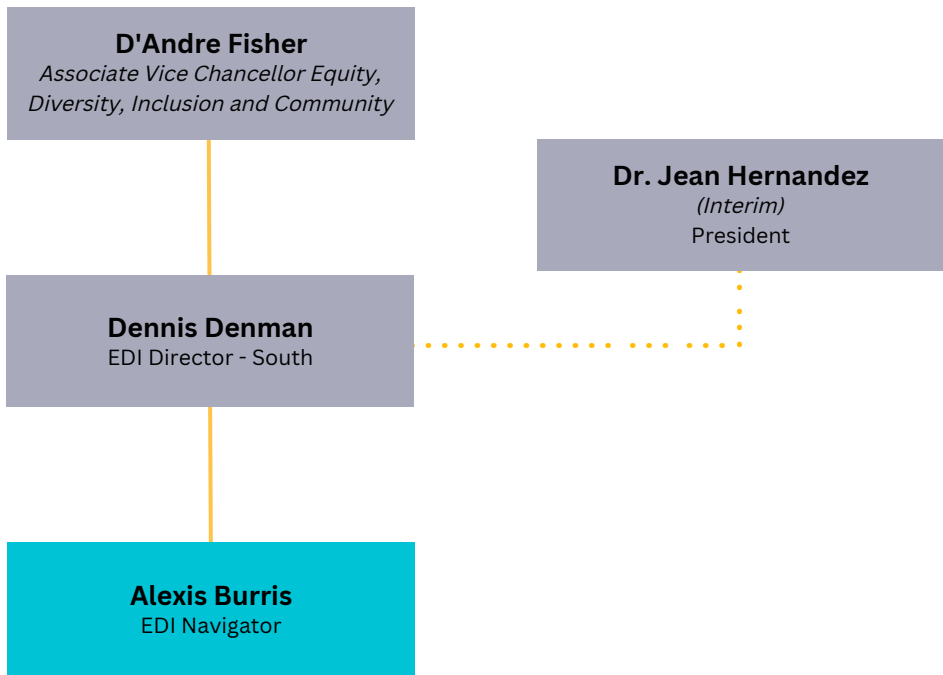 D'Andre Fisher
Associate Vice Chancellor Equity,
Diversity, Inclusion and Community
Dr. Jean Hernandez
(Interim)
President
Dennis Denman
EDI Director - South
Alexis Burris
EDI Navigator